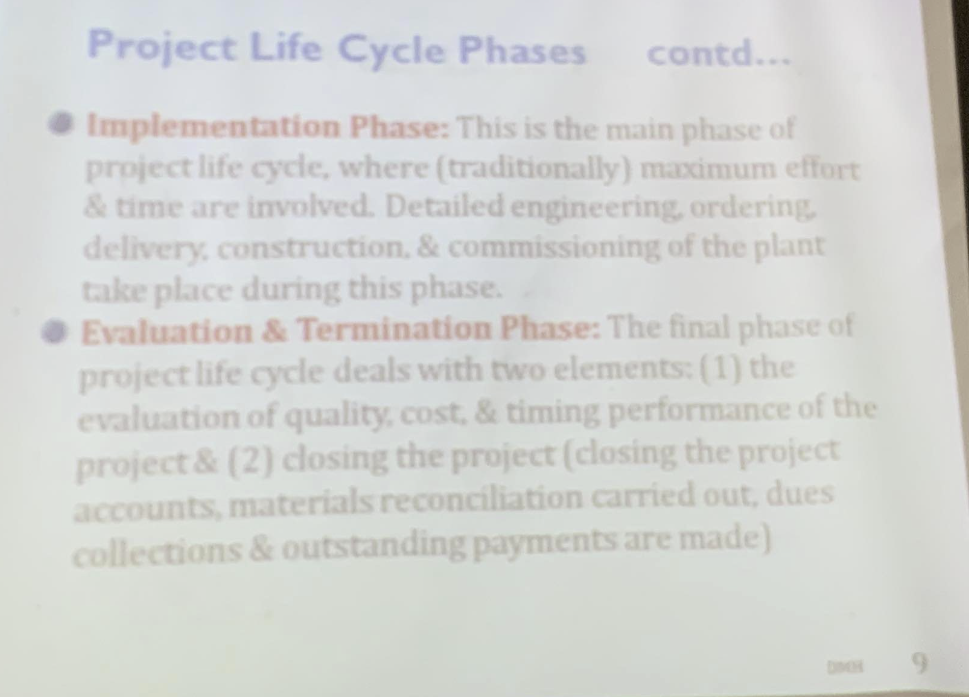 Project Life Cycle Phases contd...
Implementation Phase: This is the main phase of
project life cycle, where (traditionally) maximum effort
& time are involved. Detailed engineering, ordering,
delivery, construction, & commissioning of the plant
take place during this phase.
Evaluation & Termination Phase: The final phase of
project life cycle deals with two elements: (1) the
evaluation of quality, cost, & timing performance of the
project & (2) closing the project (closing the project
accounts, materials reconciliation carried out, dues
collections & outstanding payments are made)
9